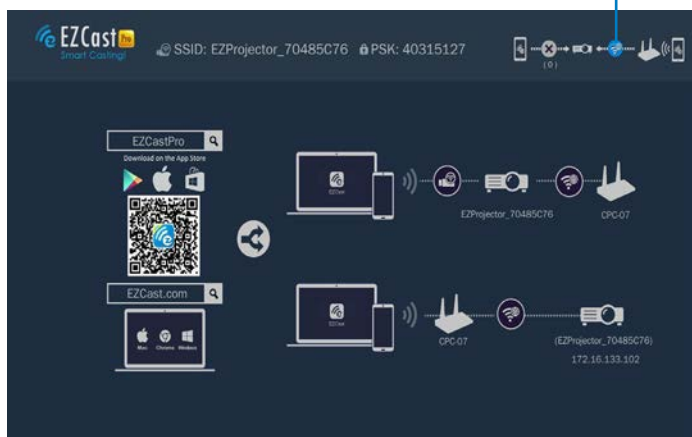 EZCast Pro
Smart Casting!
SSID: EZProjector_70485C76 PSK: 40315127
(0)
EZCastPro
Download on the App Store
EZCast.com
Mac Chrome Windows
EZCast
EZProjector_70485C76
CPC-07
EZCast
CPC-07
(EZProjector_70485C76)
172.16.133.102